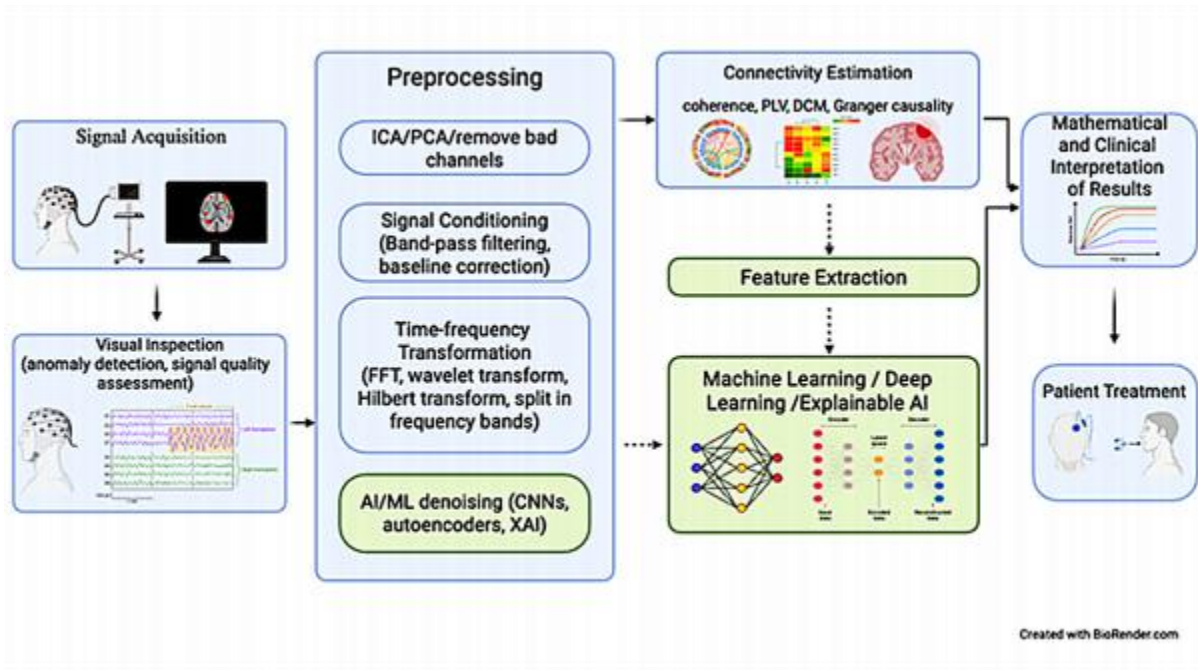 Signal Acquisition
Visual Inspection
(anomaly detection, signal quality
assessment)
Preprocessing
ICA/PCA/remove bad
channels
Signal Conditioning
(Band-pass filtering,
baseline correction)
Time-frequency
Transformation
(FFT, wavelet transform,
Hilbert transform, split in
frequency bands)
AI/ML denoising (CNNs,
autoencoders, XAI)
Connectivity Estimation
coherence, PLV, DCM, Granger causality
Feature Extraction
Machine Learning / Deep
Learning /Explainable AI
Mathematical
and Clinical
Interpretation
of Results
Patient Treatment
Created with BioRender.com